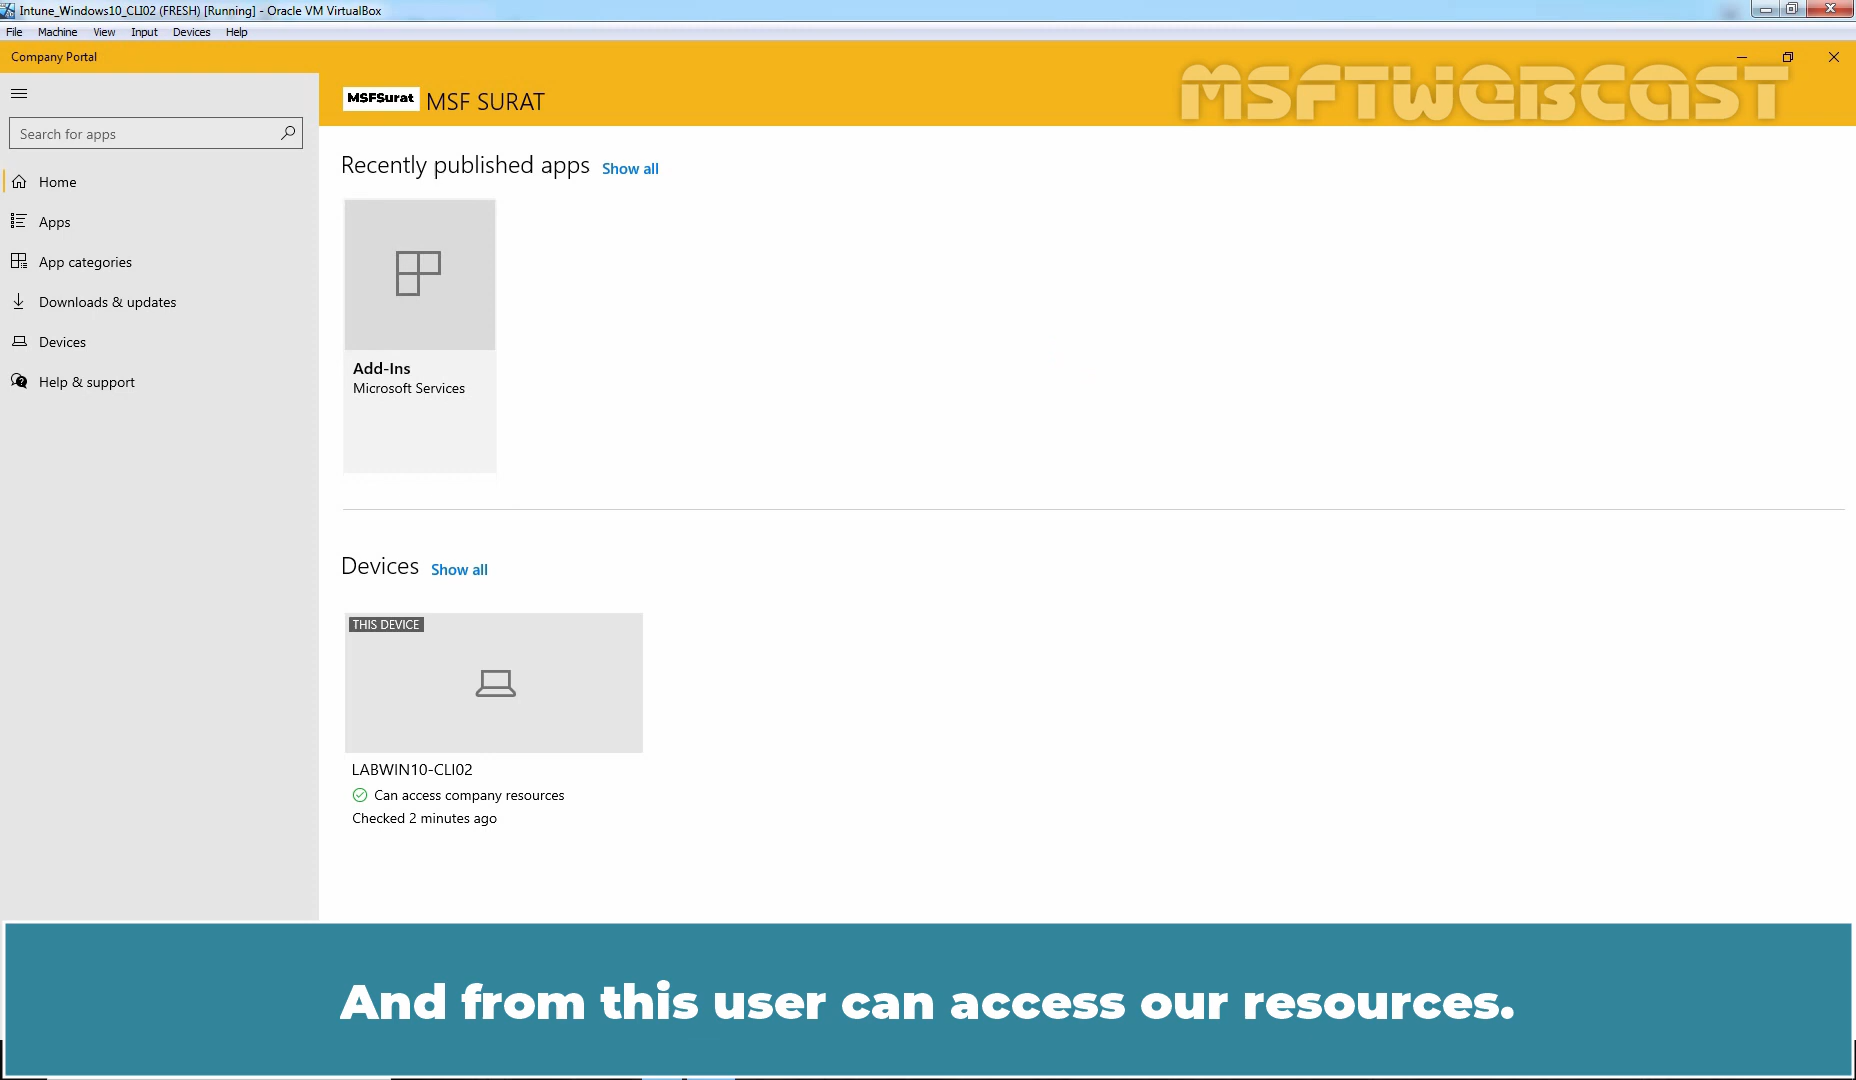 Intune_Windows10_CLI02 (FRESH) [Running] - Oracle VM VirtualBox
File Machine View Input Devices Help
Company Portal
MSFTWEBCAST
MSFSurat MSF SURAT
Search for apps
Home
Apps
App categories
Downloads & updates
Devices
Help & support
Recently published apps Show all
Add-Ins
Microsoft Services
Devices Show all
THIS DEVICE
LABWIN10-CLI02
Can access company resources
Checked 2 minutes ago
And from this user can access our resources.